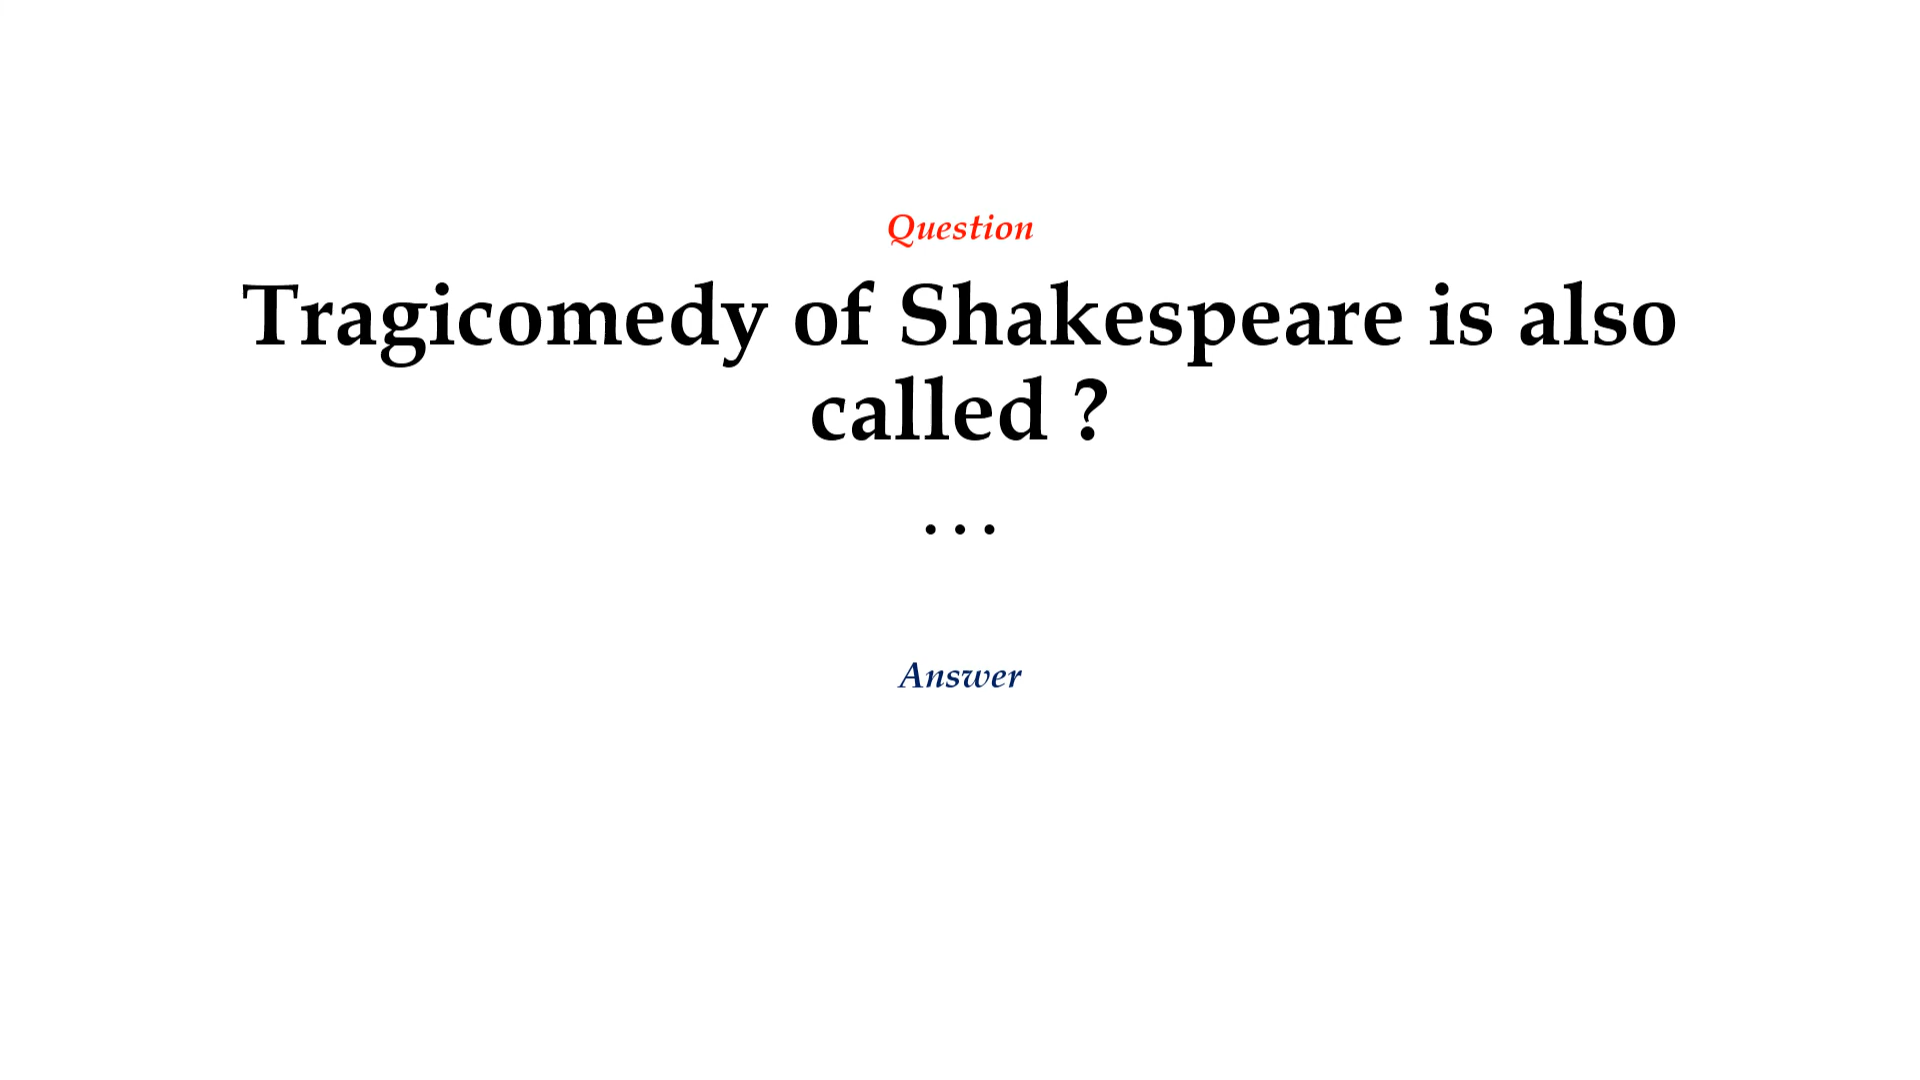 Question
Tragicomedy of Shakespeare is also
called ?
...
Answer